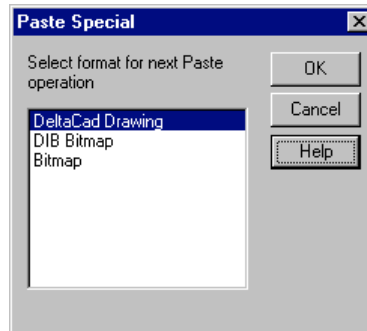 Paste Special
Select format for next Paste
operation
OK
Cancel
Help
DeltaCad Drawing
DIB Bitmap
Bitmap